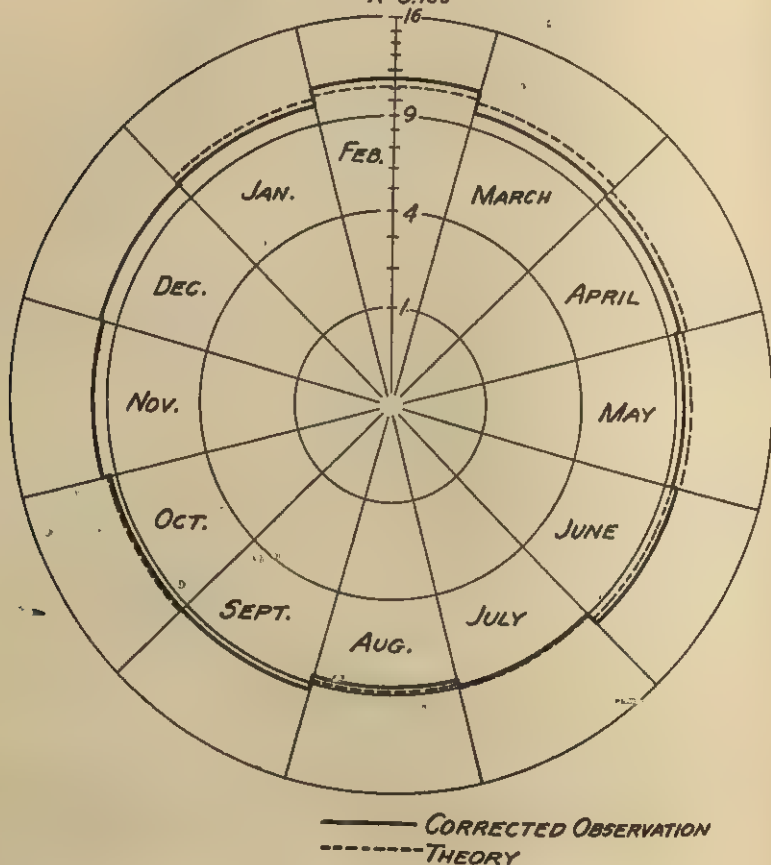 16
9
FEB.
JAN.
MARCH
4
DEC.
APRIL
1
NOV.
MAY
OCT.
JUNE
SEPT.
JULY
AUG.
CORRECTED OBSERVATION
THEORY